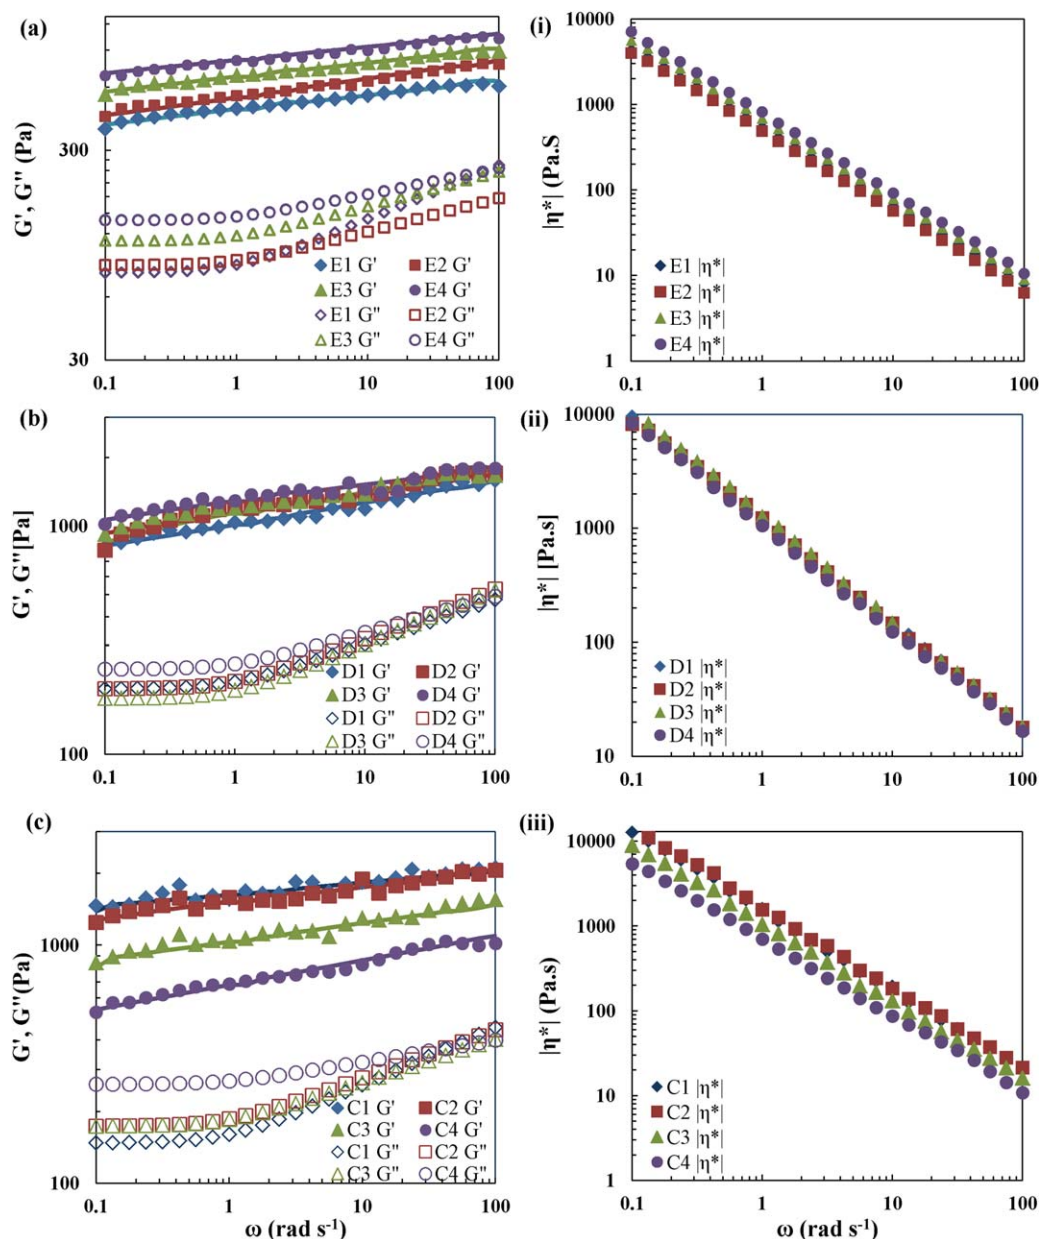 (a)
G', G" (Pa)
300
30
E1 G' E2 G'
E3 G' E4 G'
E1 G" E2 G"
E3 G" E4 G"
0.1 1 10 100
(i)
|η*| (Pa.S
10000
1000
100
10
1
E1 |η*|
E2 |η*|
E3 |η*|
E4 |η*|
0.1 1 10 100
(b)
G', G"[Pa]
1000
100
D1 G' D2 G'
D3 G' D4 G'
D1 G" D2 G"
D3 G" D4 G"
0.1 1 10 100
(ii)
|η*| [Pa.s]
10000
1000
100
10
D1 |η*|
D2 |η*|
D3 |η*|
D4 |η*|
0.1 1 10 100
(c)
G', G"(Pa)
1000
100
C1 G' C2 G'
C3 G' C4 G'
C1 G" C2 G"
C3 G" C4 G"
0.1 1 10 100
ω (rad s⁻¹)
(iii)
|η*| (Pa.s)
10000
1000
100
10
1
C1 |η*|
C2 |η*|
C3 |η*|
C4 |η*|
0.1 1 10 100
ω (rad s⁻¹)